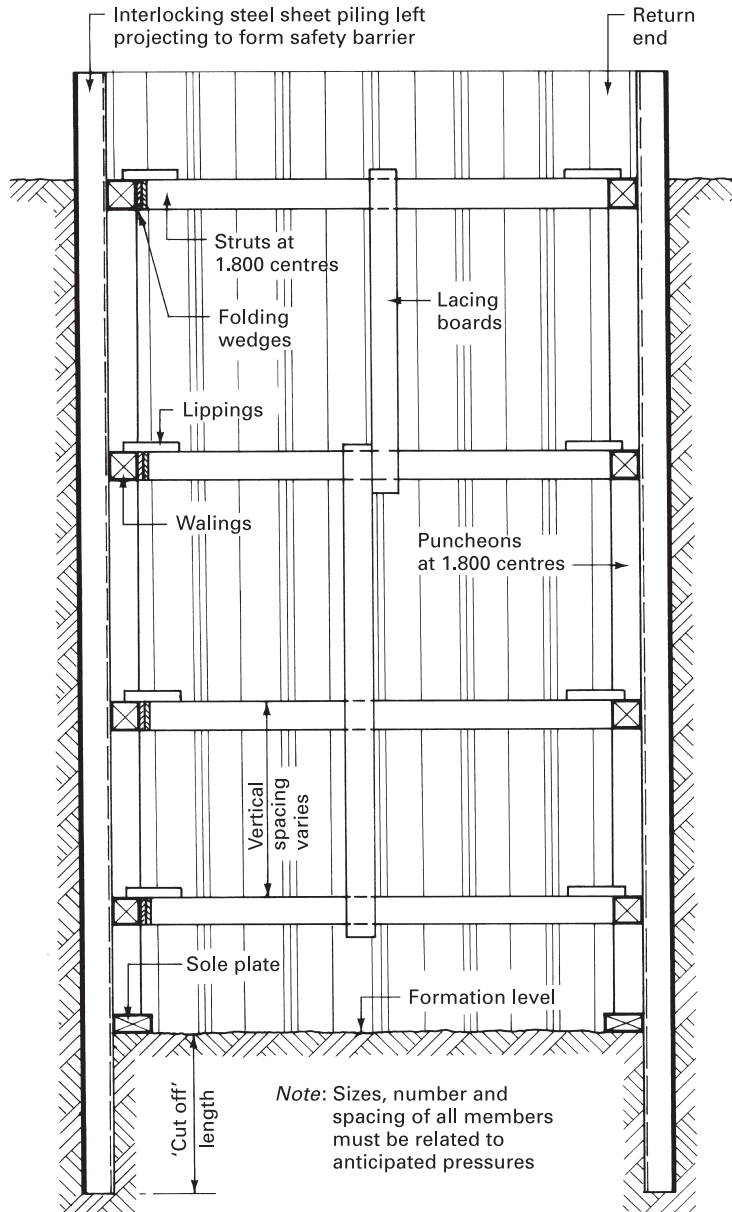 Interlocking steel sheet piling left
projecting to form safety barrier
Return
end
Struts at
1.800 centres
Folding
wedges
Lacing
boards
Lippings
Walings
Puncheons
at 1.800 centres
Vertical
spacing
varies
Sole plate
Formation level
'Cut off'
length
Note: Sizes, number and
spacing of all members
must be related to
anticipated pressures